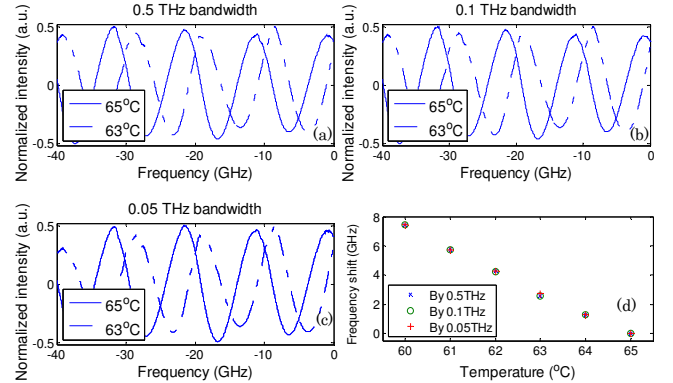 0.5 THz bandwidth
Normalized intensity (a.u.)
0.5
0
-0.5
65°C
63°C
(a)
-40 -30 -20 -10 0
Frequency (GHz)
0.1 THz bandwidth
Normalized intensity (a.u.)
0.5
0
-0.5
65°C
63°C
(b)
-40 -30 -20 -10 0
Frequency (GHz)
0.05 THz bandwidth
Normalized intensity (a.u.)
0.5
0
-0.5
65°C
63°C
(c)
-40 -30 -20 -10 0
Frequency (GHz)
Frequency shift (GHz)
8
6
4
2
0
By 0.5THz
By 0.1THz
By 0.05THz
(d)
60 61 62 63 64 65
Temperature (°C)